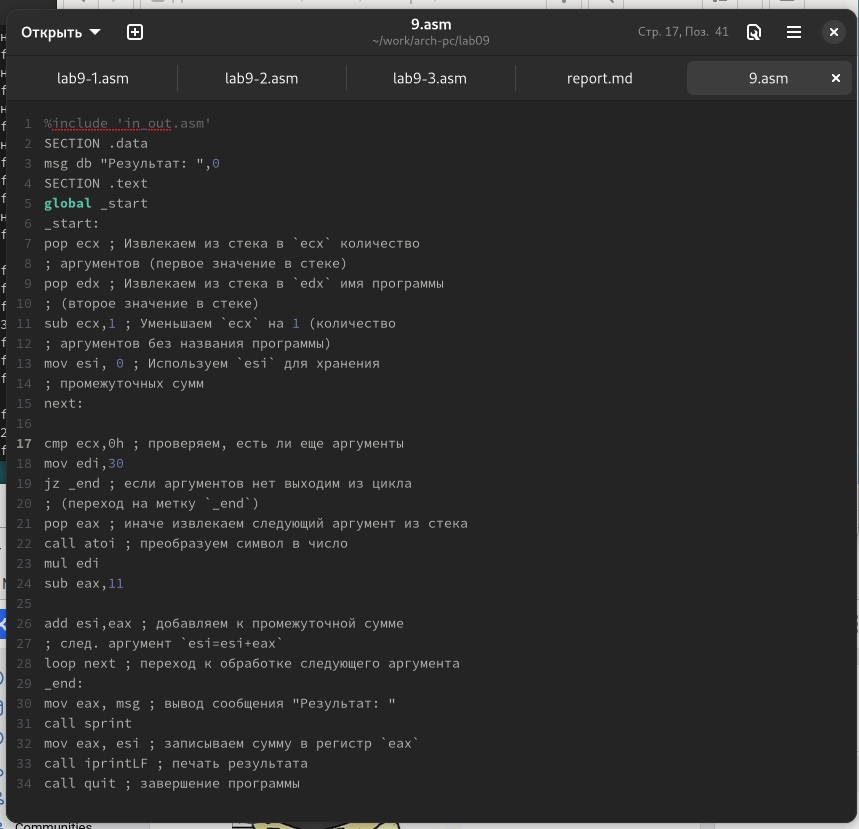 Открыть
9.asm
~/work/arch-pc/lab09
Стр. 17, Поз. 41
lab9-1.asm
lab9-2.asm
lab9-3.asm
report.md
9.asm
1 %include 'in_out.asm'
2 SECTION .data
3 msg db "Результат: ",0
4 SECTION .text
5 global _start
6 _start:
7 pop ecx ; Извлекаем из стека в `ecx` количество
8 ; аргументов (первое значение в стеке)
9 pop edx ; Извлекаем из стека в `edx` имя программы
10 ; (второе значение в стеке)
11 sub ecx,1 ; Уменьшаем `ecx` на 1 (количество
12 ; аргументов без названия программы)
13 mov esi, 0 ; Используем `esi` для хранения
14 ; промежуточных сумм
15 next:
16
17 cmp ecx,0h ; проверяем, есть ли еще аргументы
18 mov edi,30
19 jz _end ; если аргументов нет выходим из цикла
20 ; (переход на метку `_end`)
21 pop eax ; иначе извлекаем следующий аргумент из стека
22 call atoi ; преобразуем символ в число
23 mul edi
24 sub eax,11
25
26 add esi,eax ; добавляем к промежуточной сумме
27 ; след. аргумент `esi=esi+eax`
28 loop next ; переход к обработке следующего аргумента
29 _end:
30 mov eax, msg ; вывод сообщения "Результат: "
31 call sprint
32 mov eax, esi ; записываем сумму в регистр `eax`
33 call iprintLF ; печать результата
34 call quit ; завершение программы
Communities